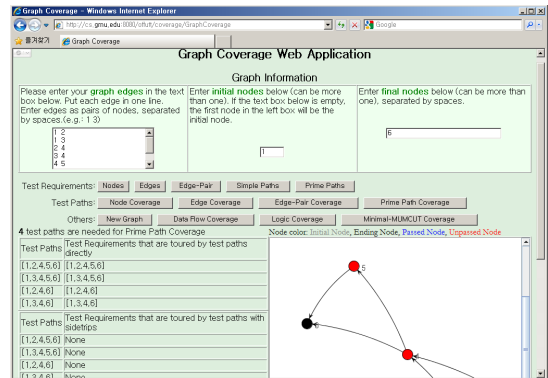 Graph Coverage - Windows Internet Explorer
http://cs.gmu.edu:8080/offutt/coverage/GraphCoverage
Google
즐겨찾기
Graph Coverage
Graph Coverage Web Application
Graph Information
Please enter your graph edges in the text box below. Put each edge in one line. Enter edges as pairs of nodes, separated by spaces.(e.g.: 1 3)
1 2
1 3
2 4
3 4
4 5
Enter initial nodes below (can be more than one). If the text box below is empty, the first node in the left box will be the initial node.
1
Enter final nodes below (can be more than one), separated by spaces.
6
Test Requirements: Nodes Edges Edge-Pair Simple Paths Prime Paths
Test Paths: Node Coverage Edge Coverage Edge-Pair Coverage Prime Path Coverage
Others: New Graph Data Flow Coverage Logic Coverage Minimal-MUMCUT Coverage
4 test paths are needed for Prime Path Coverage
Node color: Initial Node, Ending Node, Passed Node, Unpassed Node
Test Paths Test Requirements that are toured by test paths directly
[1,2,4,5,6] [1,2,4,5,6]
[1,3,4,5,6] [1,3,4,5,6]
[1,2,4,6] [1,2,4,6]
[1,3,4,6] [1,3,4,6]
Test Paths Test Requirements that are toured by test paths with sidetrips
[1,2,4,5,6] None
[1,3,4,5,6] None
[1,2,4,6] None
[1,3,4,6] None
5
6